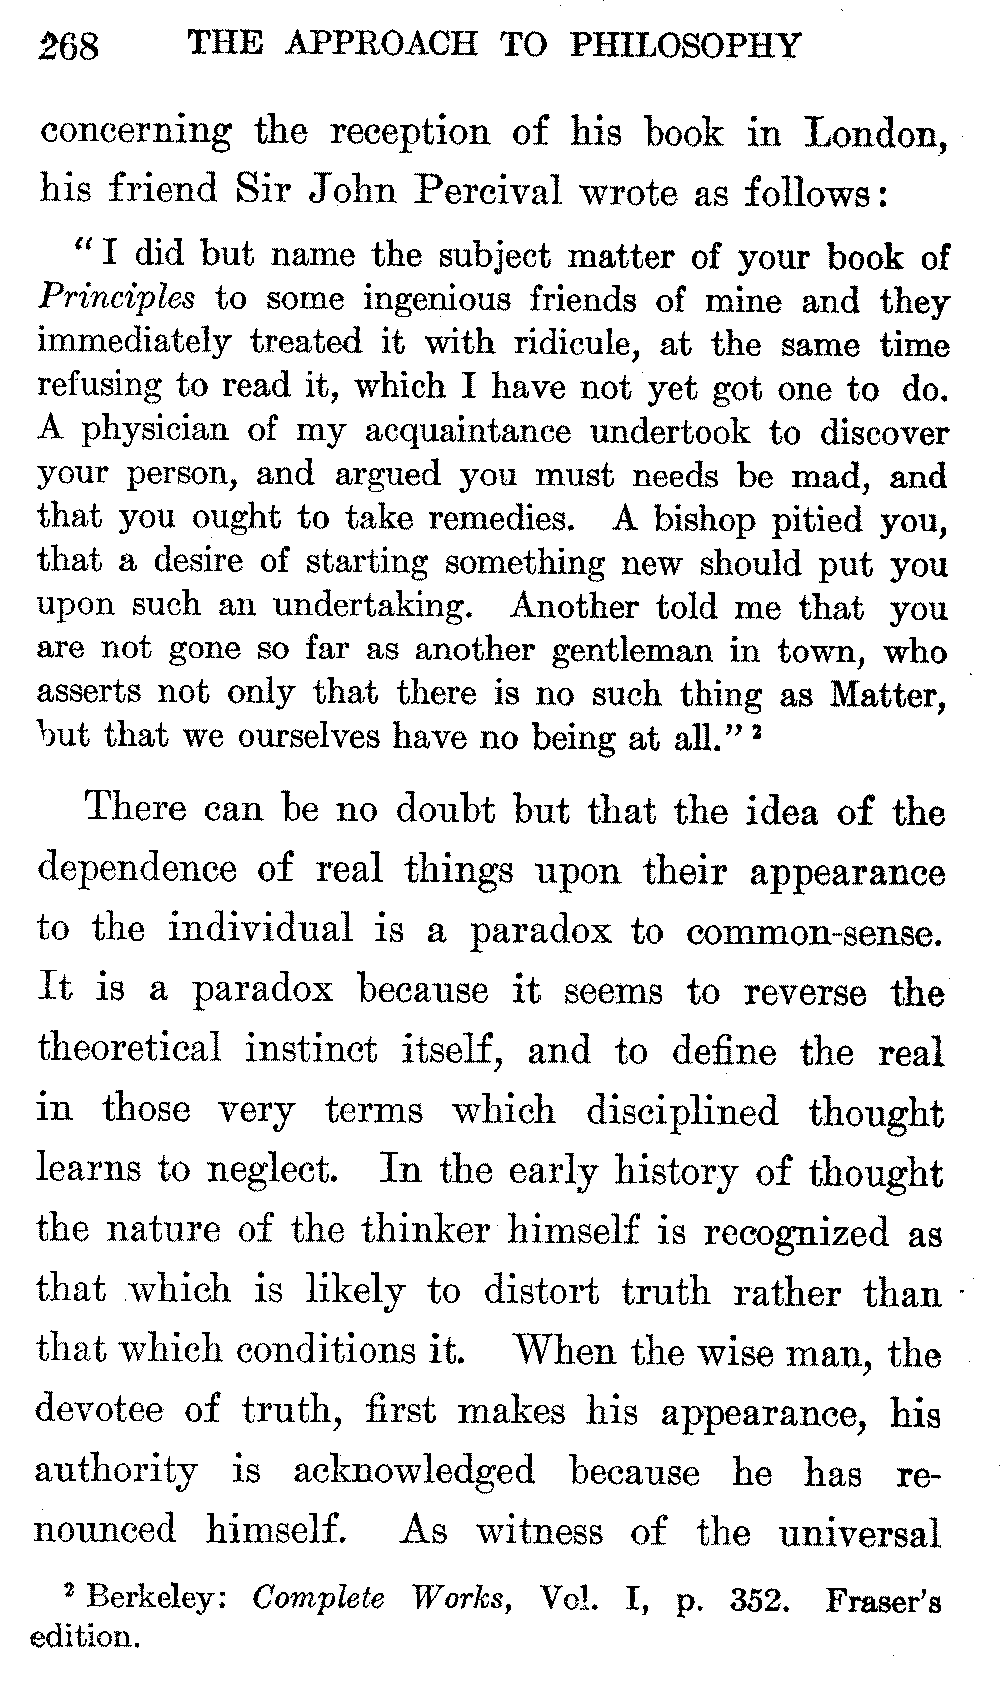 268 THE APPROACH TO PHILOSOPHY
concerning the reception of his book in London,
his friend Sir John Percival wrote as follows:
“I did but name the subject matter of your book of
Principles to some ingenious friends of mine and they
immediately treated it with ridicule, at the same time
refusing to read it, which I have not yet got one to do.
A physician of my acquaintance undertook to discover
your person, and argued you must needs be mad, and
that you ought to take remedies. A bishop pitied you,
that a desire of starting something new should put you
upon such an undertaking. Another told me that you
are not gone so far as another gentleman in town, who
asserts not only that there is no such thing as Matter,
but that we ourselves have no being at all.” ²
There can be no doubt but that the idea of the
dependence of real things upon their appearance
to the individual is a paradox to common-sense.
It is a paradox because it seems to reverse the
theoretical instinct itself, and to define the real
in those very terms which disciplined thought
learns to neglect. In the early history of thought
the nature of the thinker himself is recognized as
that which is likely to distort truth rather than
that which conditions it. When the wise man, the
devotee of truth, first makes his appearance, his
authority is acknowledged because he has re-
nounced himself. As witness of the universal
² Berkeley: Complete Works, Vol. I, p. 352. Fraser’s
edition.